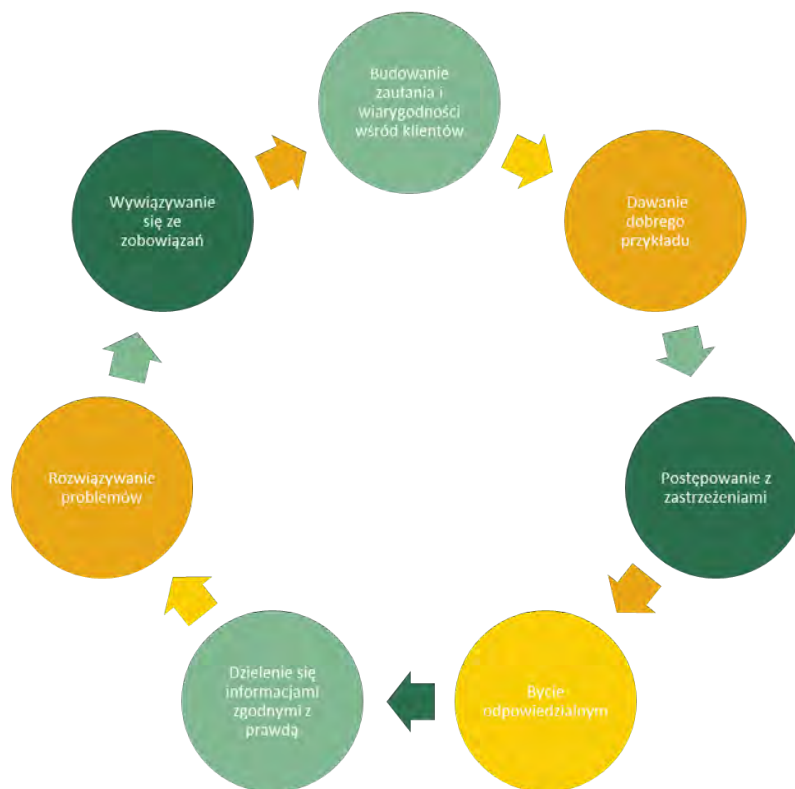 Budowanie
zaufania i
wiarygodności
wśród klientów
Dawanie
dobrego
przykładu
Postępowanie z
zastrzeżeniami
Bycie
odpowiedzialnym
Dzielenie się
informacjami
zgodnymi z
prawdą
Rozwiązywanie
problemów
Wywiązywanie
się ze
zobowiązań